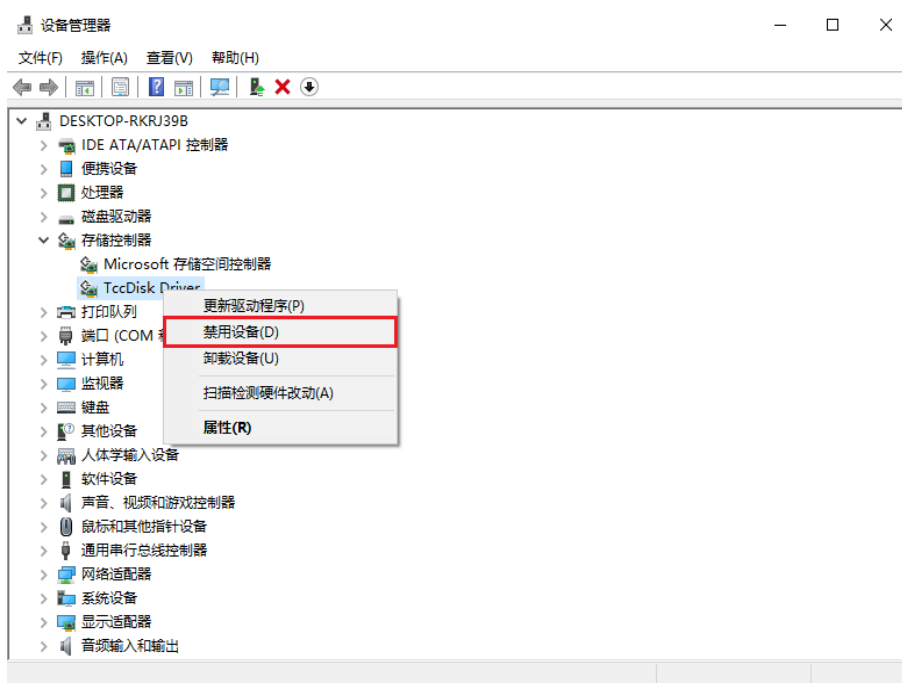 设备管理器
文件(F) 操作(A) 查看(V) 帮助(H)
DESKTOP-RKRJ39B
IDE ATA/ATAPI 控制器
便携设备
处理器
磁盘驱动器
存储控制器
Microsoft 存储空间控制器
TccDisk Driver
更新驱动程序(P)
打印队列
禁用设备(D)
端口 (COM
卸载设备(U)
计算机
监视器
扫描检测硬件改动(A)
键盘
属性(R)
其他设备
人体学输入设备
软件设备
声音、视频和游戏控制器
鼠标和其他指针设备
通用串行总线控制器
网络适配器
系统设备
显示适配器
音频输入和输出